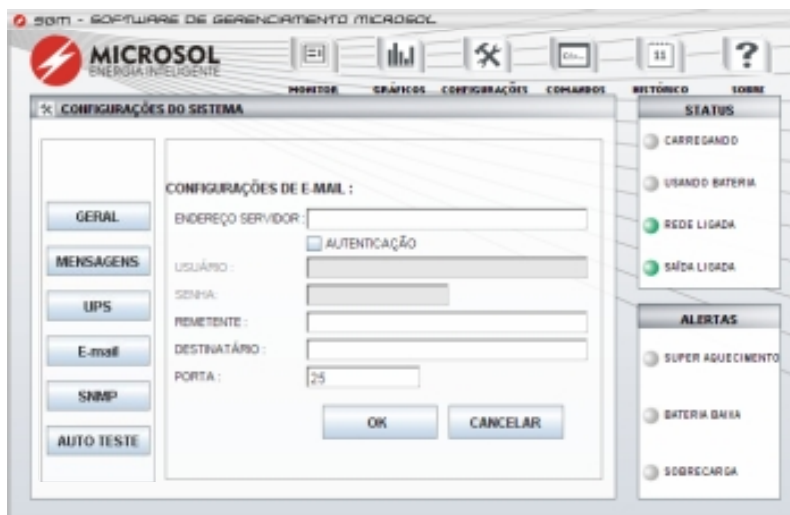 SGM - SOFTWARE DE GERENCIAMENTO MICROSOL
MICROSOL
ENERGIA INTELIGENTE
MONITOR GRÁFICOS CONFIGURAÇÕES COMANDOS HISTÓRICO SOBRE
CONFIGURAÇÕES DO SISTEMA
GERAL
MENSAGENS
UPS
E-mail
SNMP
AUTO TESTE
CONFIGURAÇÕES DE E-MAIL :
ENDEREÇO SERVIDOR :
AUTENTICAÇÃO
USUÁRIO :
SENHA:
REMETENTE :
DESTINATÁRIO :
PORTA : 25
OK CANCELAR
STATUS
CARREGANDO
USANDO BATERIA
REDE LIGADA
SAÍDA LIGADA
ALERTAS
SUPER AQUECIMENTO
BATERIA BAIXA
SOBRECARGA